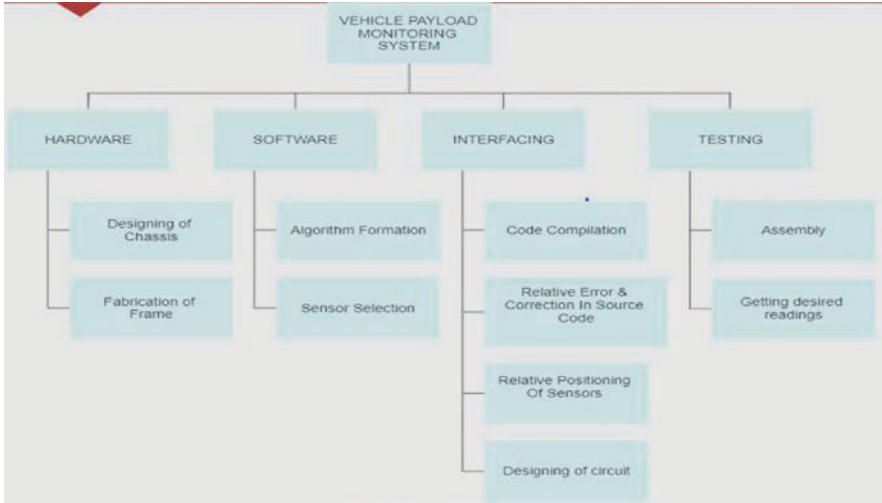 VEHICLE PAYLOAD
MONITORING
SYSTEM
HARDWARE
SOFTWARE
INTERFACING
TESTING
Designing of
Chassis
Fabrication of
Frame
Algorithm Formation
Sensor Selection
Code Compilation
Relative Error &
Correction In Source
Code
Relative Positioning
Of Sensors
Designing of circuit
Assembly
Getting desired
readings